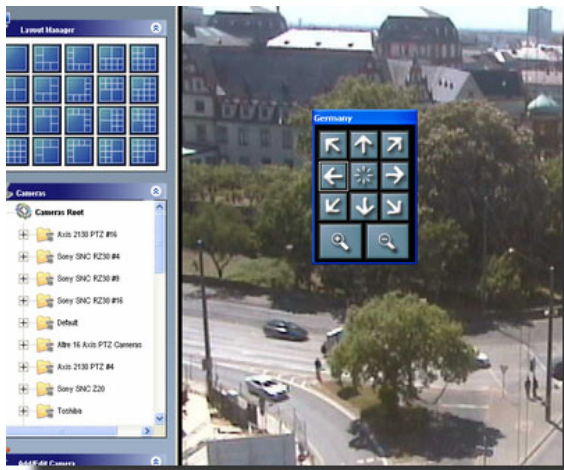 Layout Manager
Germany
Cameras
Cameras Root
Axis 2130 PTZ #16
Sony SNC RZ30 #4
Sony SNC RZ30 #9
Sony SNC RZ30 #16
Default
Altre 16 Axis PTZ Cameras
Axis 2130 PTZ #4
Sony SNC Z20
Toshiba
Add/Edit Camera